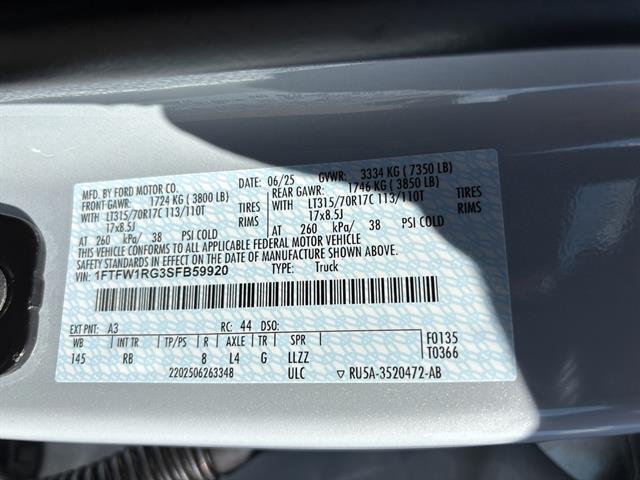 MFD. BY FORD MOTOR CO.
06/25 GVWR: 3334 KG ( 7350 LB)
FRONT GAWR: 1724 KG ( 3800 LB) REAR GAWR: 1746 KG ( 3850 LB)
WITH LT315/70R17C 113/110T TIRES WITH LT315/70R17C 113/110T TIRES
17x8.5J RIMS 17x8.5J RIMS
AT 260 kPa/ 38 PSI COLD AT 260 kPa/ 38 PSI COLD
THIS VEHICLE CONFORMS TO ALL APPLICABLE FEDERAL MOTOR VEHICLE
SAFETY STANDARDS IN EFFECT ON THE DATE OF MANUFACTURE SHOWN ABOVE.
1FTFW1RG3SFB59920 TYPE: Truck
EXT PNT: A3 RC: 44 DSO:
WB INT TR TP/PS R AXLE TR SPR F0135
145 RB 8 L4 G LLZZ T0366
2202506263348 ULC ▽ RU5A-3520472-AB